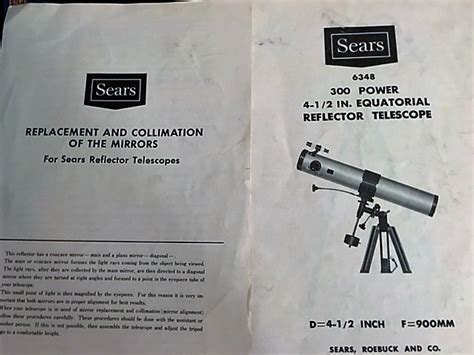 Sears
REPLACEMENT AND COLLIMATION
OF THE MIRRORS
For Sears Reflector Telescopes
This reflector has a concave mirror—main and a plano mirror—diagonal—.
The main or concave mirror focuses the light rays coming from the object being viewed.
The light rays, after they are collected by the main mirror, are then directed to a diagonal
mirror where they are turned at right angles and focused to a point in the eyepiece tube of
your telescope.
This small point of light is then magnified by the eyepiece. For this reason it is very im-
portant that both mirrors are in proper alignment for best results.
When your telescope is in need of mirror replacement and collimation (mirror alignment)
follow these procedures carefully. These procedures should be done with the assistance of
another person. If this is not possible, then assemble the telescope and adjust the tripod
legs to a comfortable height.
Sears
6348
300 POWER
4-1/2 IN. EQUATORIAL
REFLECTOR TELESCOPE
D=4-1/2 INCH F=900MM
SEARS, ROEBUCK AND CO.